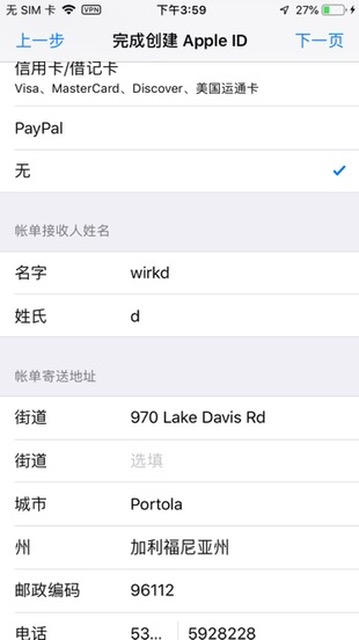 无 SIM 卡 VPN 下午3:59 27%
上一步 完成创建 Apple ID 下一页
信用卡/借记卡
Visa、MasterCard、Discover、美国运通卡
PayPal
无
帐单接收人姓名
名字 wirkd
姓氏 d
帐单寄送地址
街道 970 Lake Davis Rd
街道 选填
城市 Portola
州 加利福尼亚州
邮政编码 96112
电话 53... 5928228